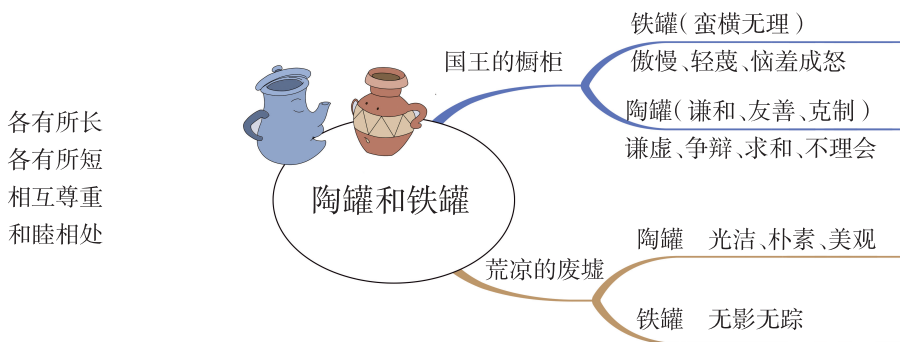 各有所长
各有所短
相互尊重
和睦相处
陶罐和铁罐
国王的橱柜
铁罐(蛮横无理)
傲慢、轻蔑、恼羞成怒
陶罐(谦和、友善、克制)
谦虚、争辩、求和、不理会
荒凉的废墟
陶罐 光洁、朴素、美观
铁罐 无影无踪